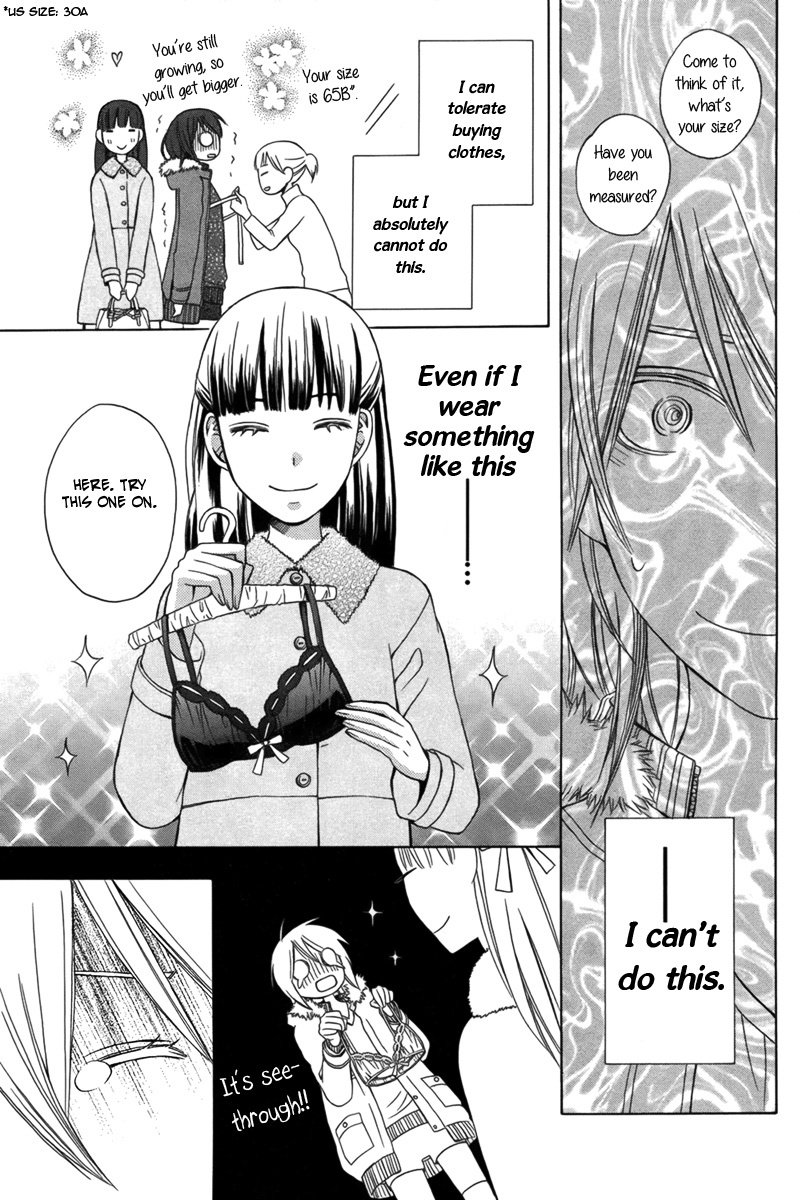 Come to
think of it,
what's
your size?
Have you
been
measured?
I can't
do this.
I can
tolerate
buying
clothes,
but I
absolutely
cannot do
this.
Your size
is 65B*.
You're still
growing, so
you'll get bigger.
*US SIZE: 30A
Even if I
wear
something
like this
HERE. TRY
THIS ONE ON.
It's see-
through!!